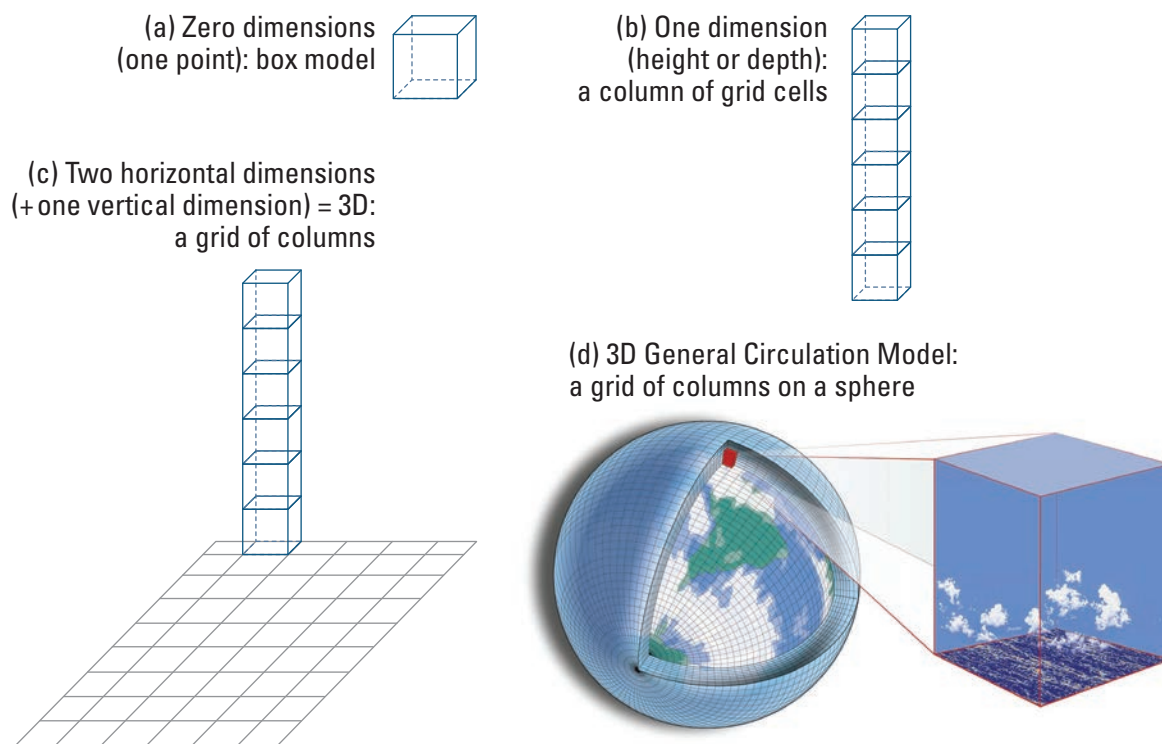 (a) Zero dimensions
(one point): box model
(b) One dimension
(height or depth):
a column of grid cells
(c) Two horizontal dimensions
(+one vertical dimension) = 3D:
a grid of columns
(d) 3D General Circulation Model:
a grid of columns on a sphere